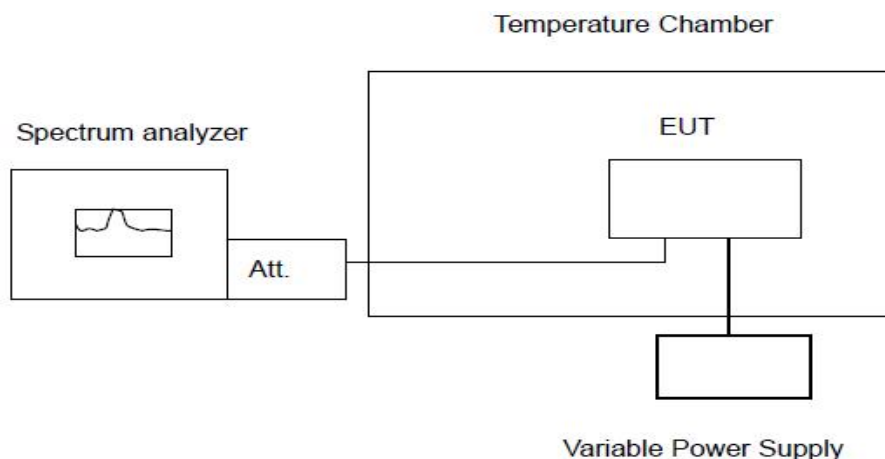 Temperature Chamber
Spectrum analyzer
EUT
Att.
Variable Power Supply